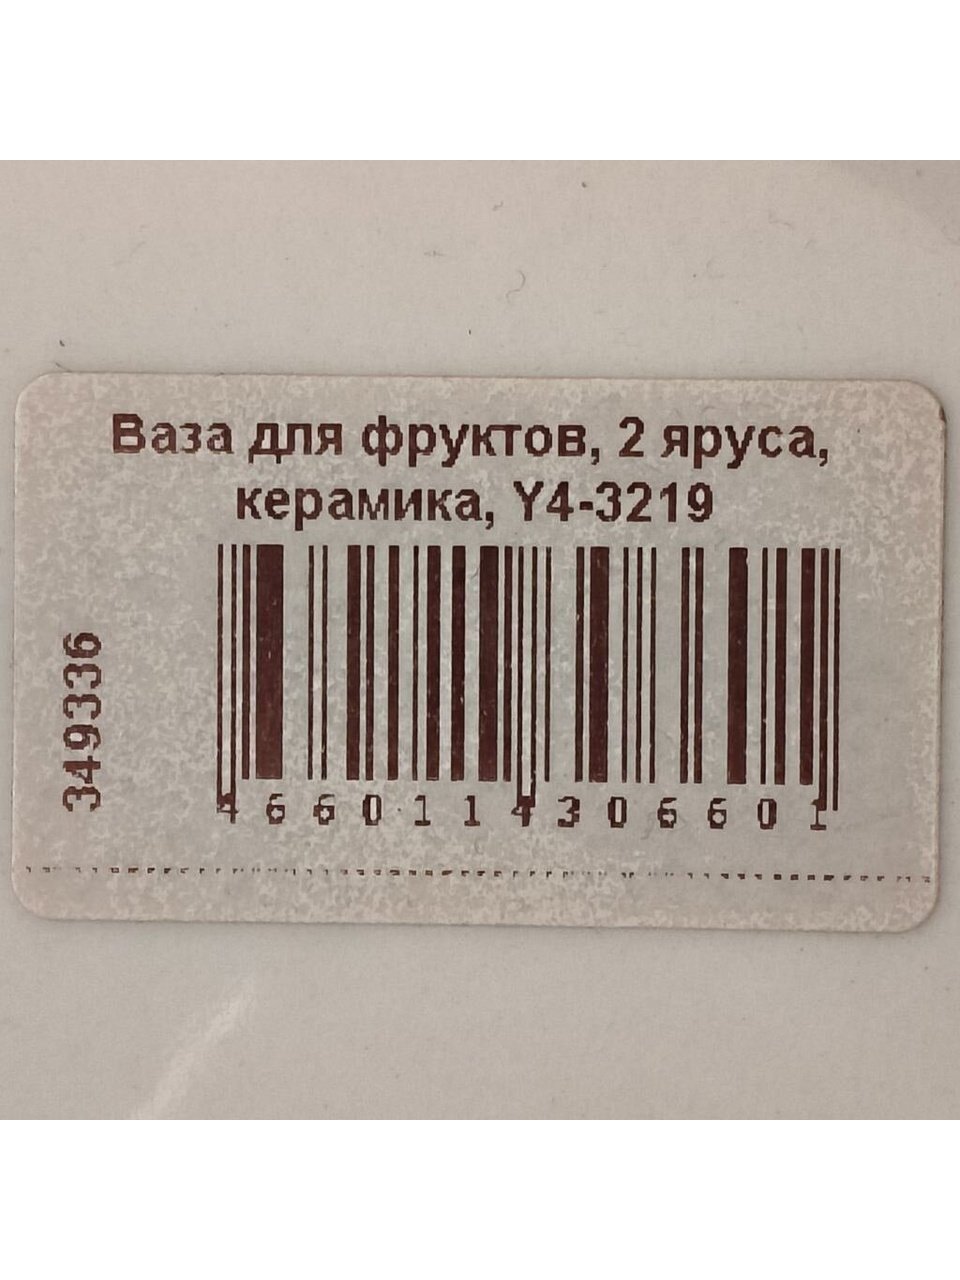 Ваза для фруктов, 2 яруса,
керамика, Y4-3219
349336
4660114306601